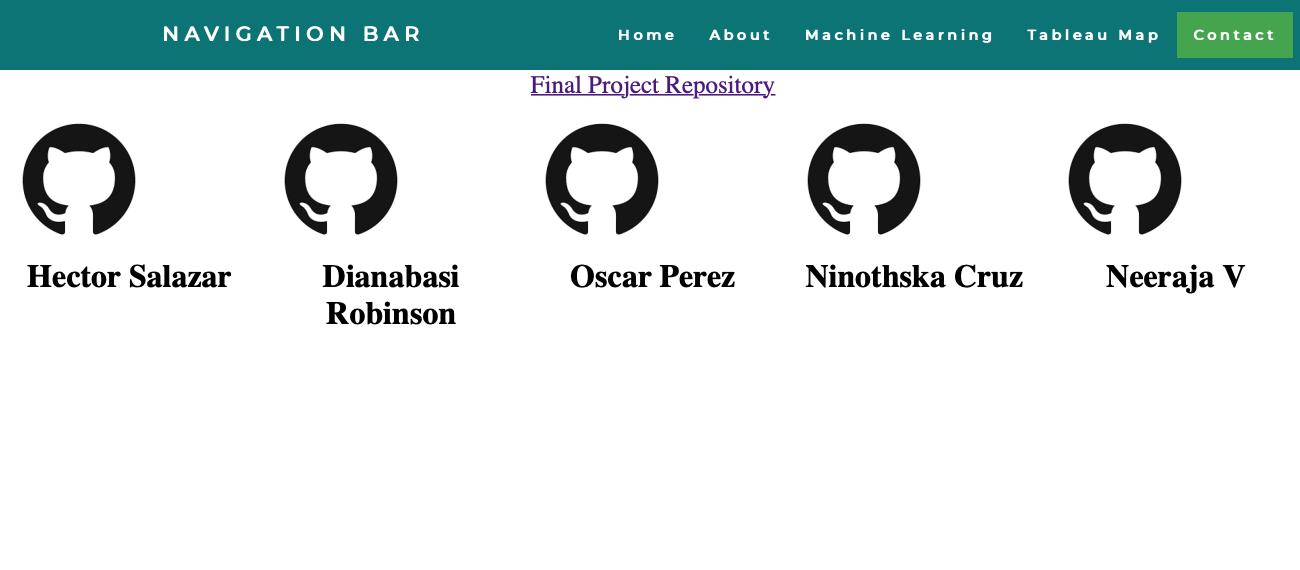 NAVIGATION BAR Home About Machine Learning Tableau Map Contact
Final Project Repository
Hector Salazar
Dianabasi
Robinson
Oscar Perez
Ninothska Cruz
Neeraja V